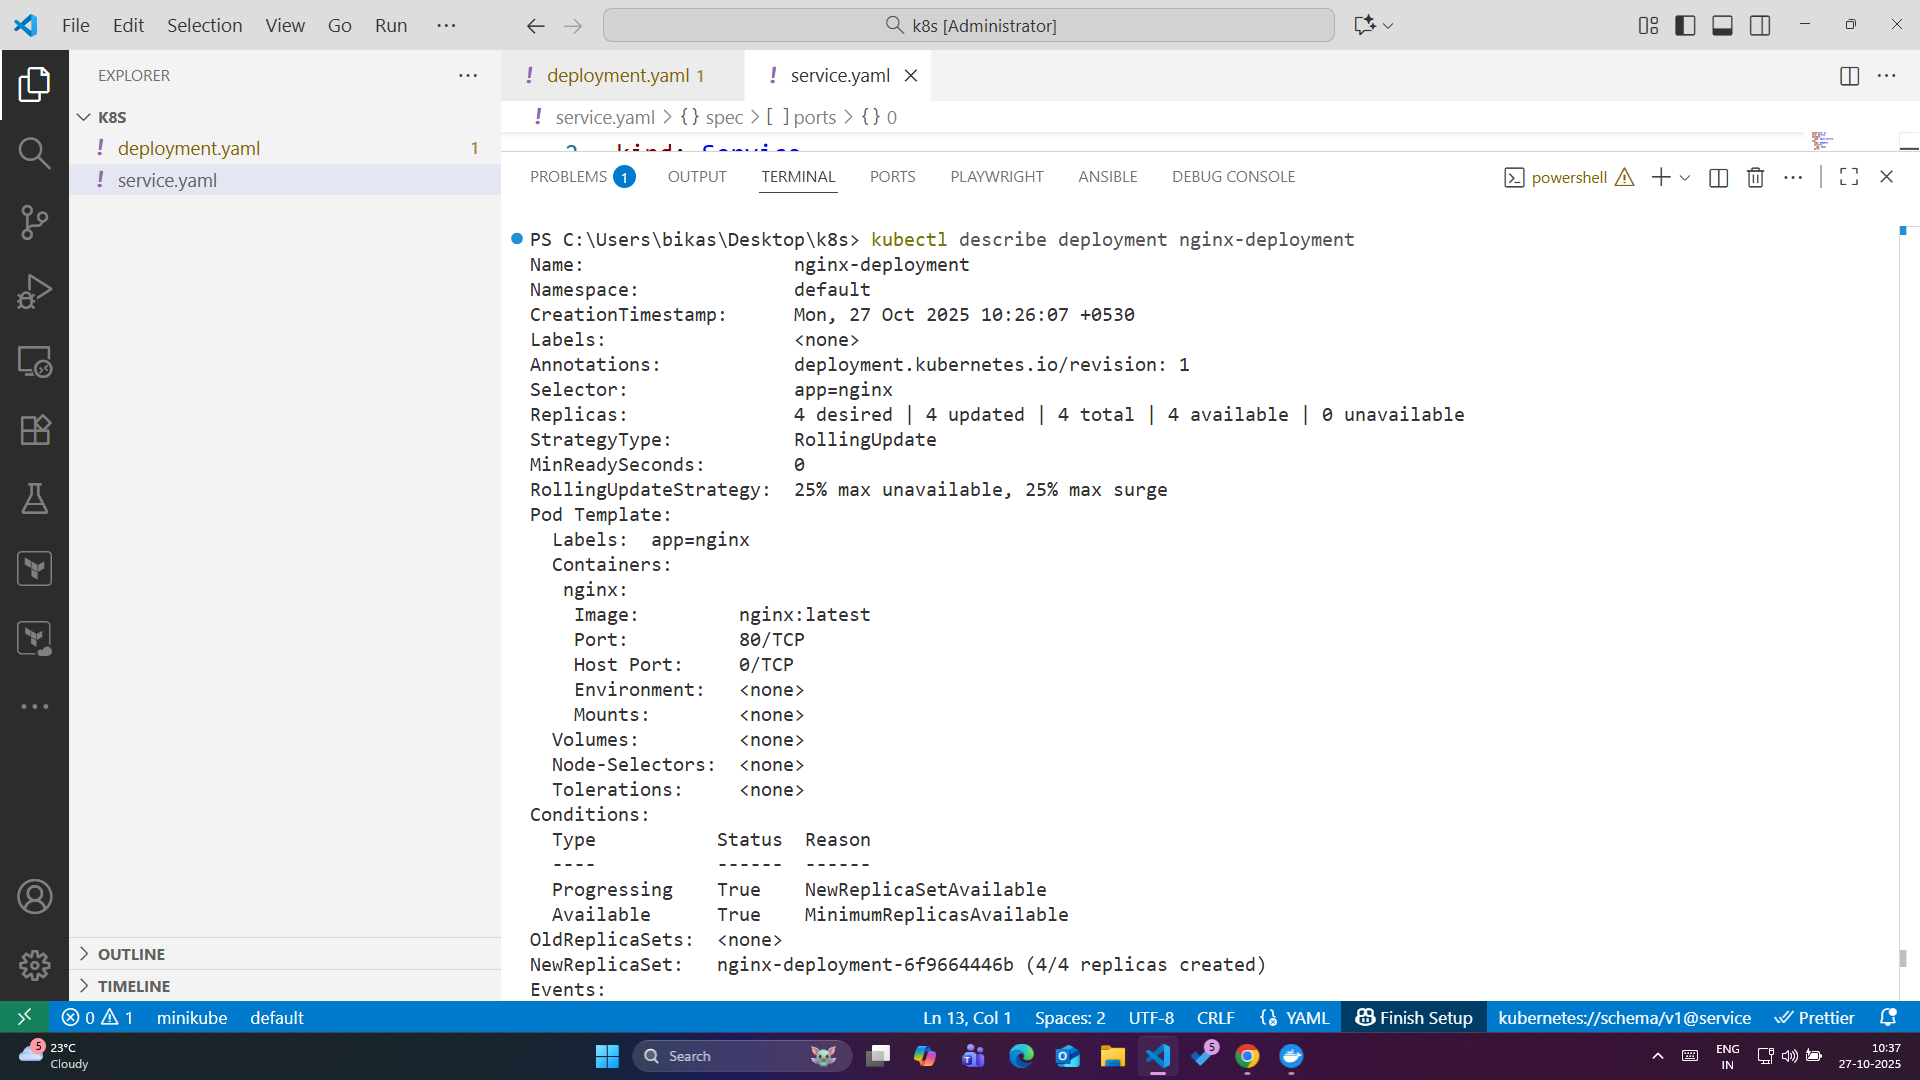 File Edit Selection View Go Run ···
k8s [Administrator]
EXPLORER ···
K8S
! deployment.yaml 1
! service.yaml
OUTLINE
TIMELINE
! deployment.yaml 1
! service.yaml
! service.yaml > {} spec > [ ] ports > {} 0
2 kind: Service
PROBLEMS 1 OUTPUT TERMINAL PORTS PLAYWRIGHT ANSIBLE DEBUG CONSOLE
powershell
PS C:\Users\bikas\Desktop\k8s> kubectl describe deployment nginx-deployment
Name: nginx-deployment
Namespace: default
CreationTimestamp: Mon, 27 Oct 2025 10:26:07 +0530
Labels: <none>
Annotations: deployment.kubernetes.io/revision: 1
Selector: app=nginx
Replicas: 4 desired | 4 updated | 4 total | 4 available | 0 unavailable
StrategyType: RollingUpdate
MinReadySeconds: 0
RollingUpdateStrategy: 25% max unavailable, 25% max surge
Pod Template:
Labels: app=nginx
Containers:
nginx:
Image: nginx:latest
Port: 80/TCP
Host Port: 0/TCP
Environment: <none>
Mounts: <none>
Volumes: <none>
Node-Selectors: <none>
Tolerations: <none>
Conditions:
Type Status Reason
---- ------ ------
Progressing True NewReplicaSetAvailable
Available True MinimumReplicasAvailable
OldReplicaSets: <none>
NewReplicaSet: nginx-deployment-6f9664446b (4/4 replicas created)
Events:
0 1 minikube default
Ln 13, Col 1 Spaces: 2 UTF-8 CRLF {} YAML Finish Setup kubernetes://schema/v1@service Prettier
5
23°C
Cloudy
Search
5
ENG
IN
10:37
27-10-2025